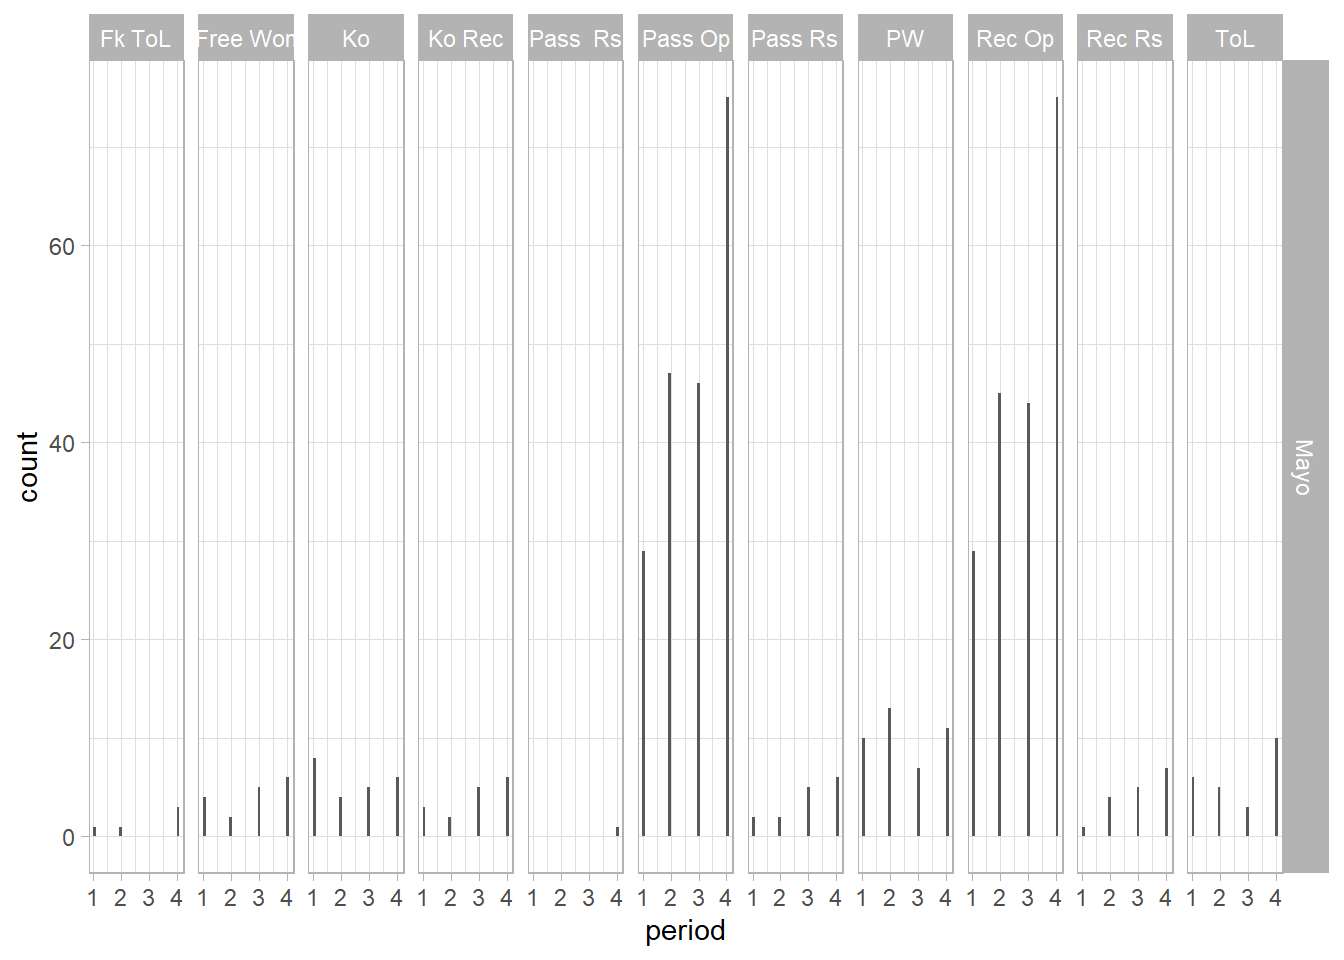 Fk ToL Free Won Ko Ko Rec Pass  Rs Pass Op Pass Rs PW Rec Op Rec Rs ToL
Mayo
count
60
40
20
0
1 2 3 4 1 2 3 4 1 2 3 4 1 2 3 4 1 2 3 4 1 2 3 4 1 2 3 4 1 2 3 4 1 2 3 4 1 2 3 4 1 2 3 4
period